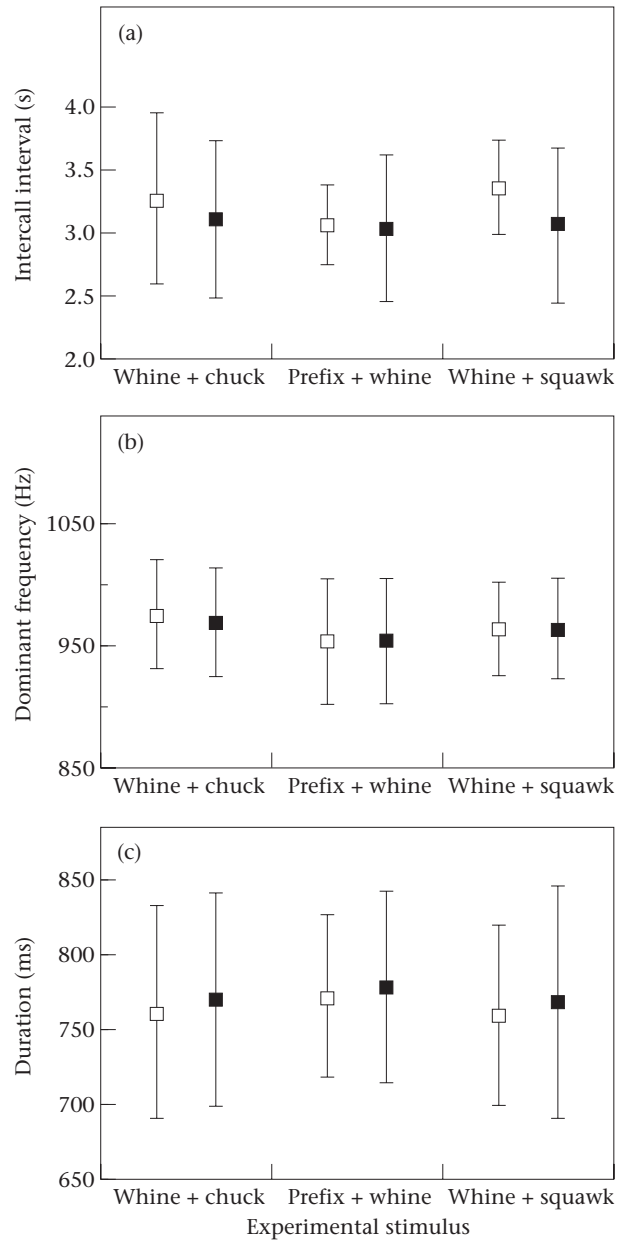 (a)
Intercall interval (s)
4.0
3.5
3.0
2.5
2.0
Whine + chuck Prefix + whine Whine + squawk
(b)
Dominant frequency (Hz)
1050
950
850
Whine + chuck Prefix + whine Whine + squawk
(c)
Duration (ms)
850
800
750
700
650
Whine + chuck Prefix + whine Whine + squawk
Experimental stimulus